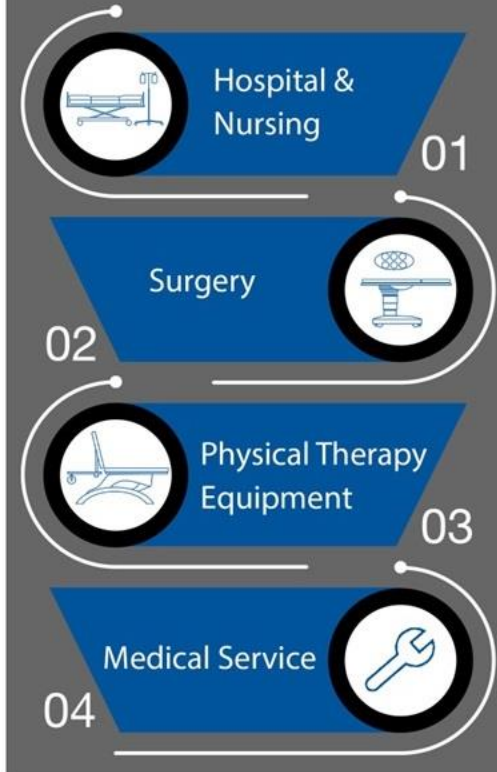 Hospital &
Nursing
01
Surgery
02
Physical Therapy
Equipment
03
Medical Service
04